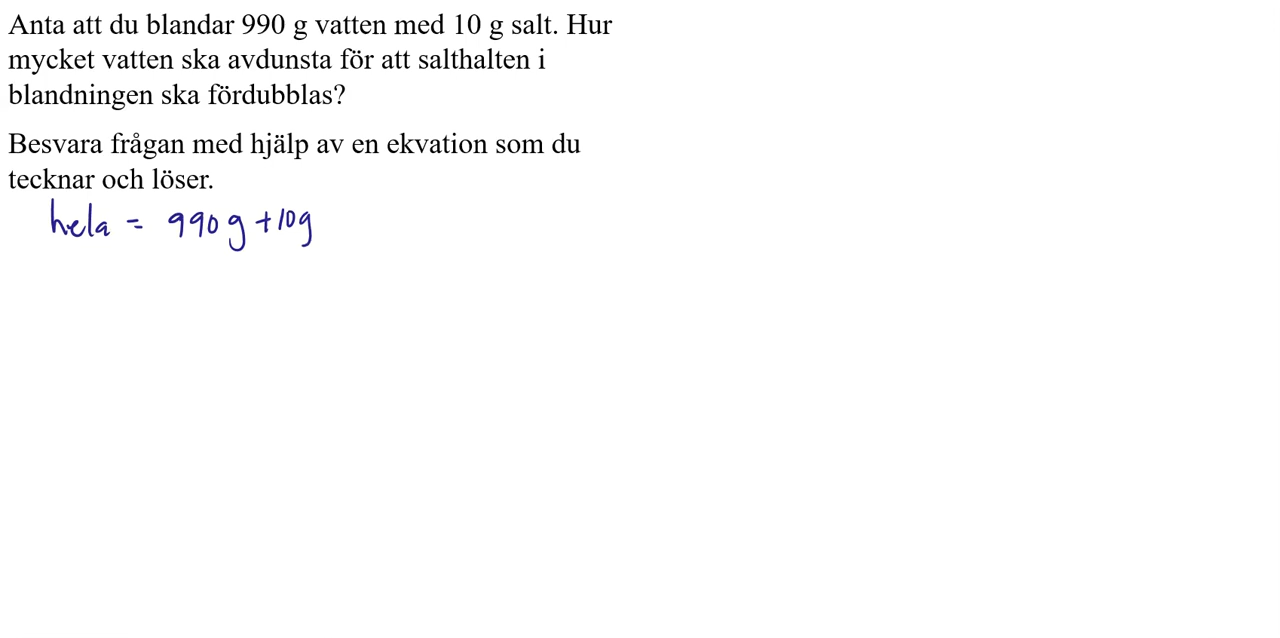 Anta att du blandar 990 g vatten med 10 g salt. Hur
mycket vatten ska avdunsta för att salthalten i
blandningen ska fördubblas?
Besvara frågan med hjälp av en ekvation som du
tecknar och löser.
hela = 990 g + 10g